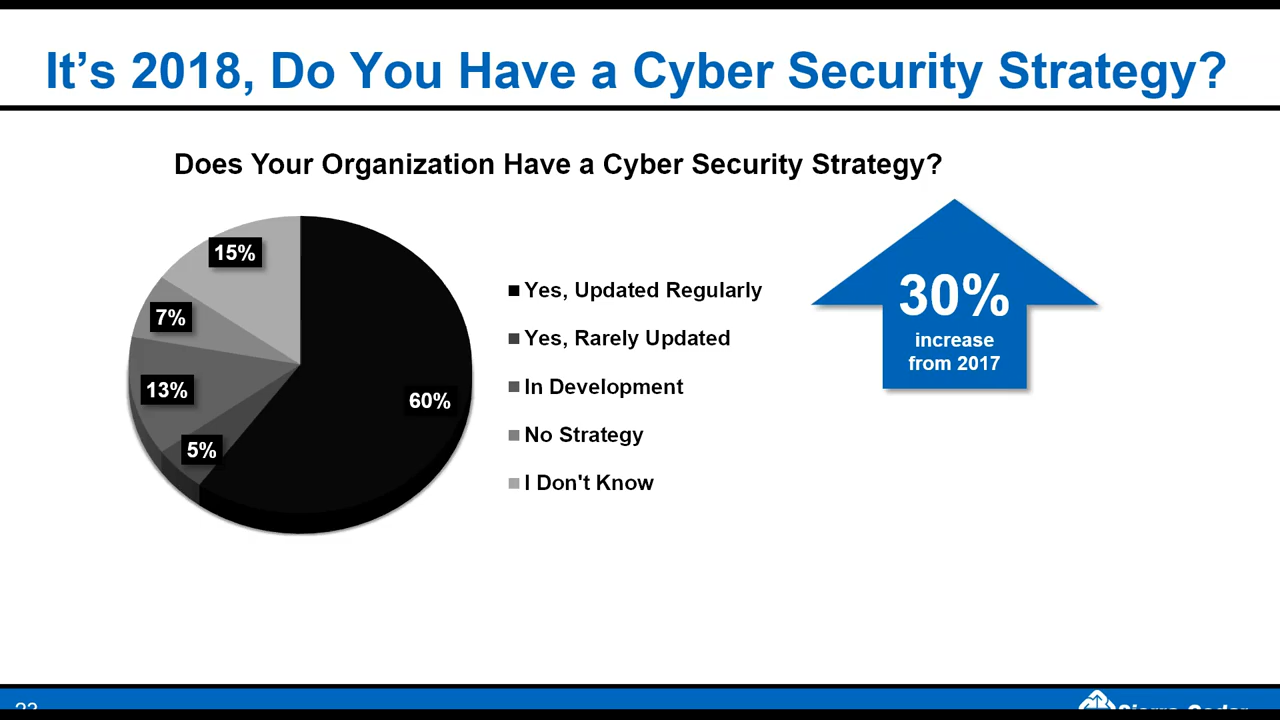 It’s 2018, Do You Have a Cyber Security Strategy?
Does Your Organization Have a Cyber Security Strategy?
15%
7%
13%
5%
60%
Yes, Updated Regularly
Yes, Rarely Updated
In Development
No Strategy
I Don't Know
30%
increase
from 2017